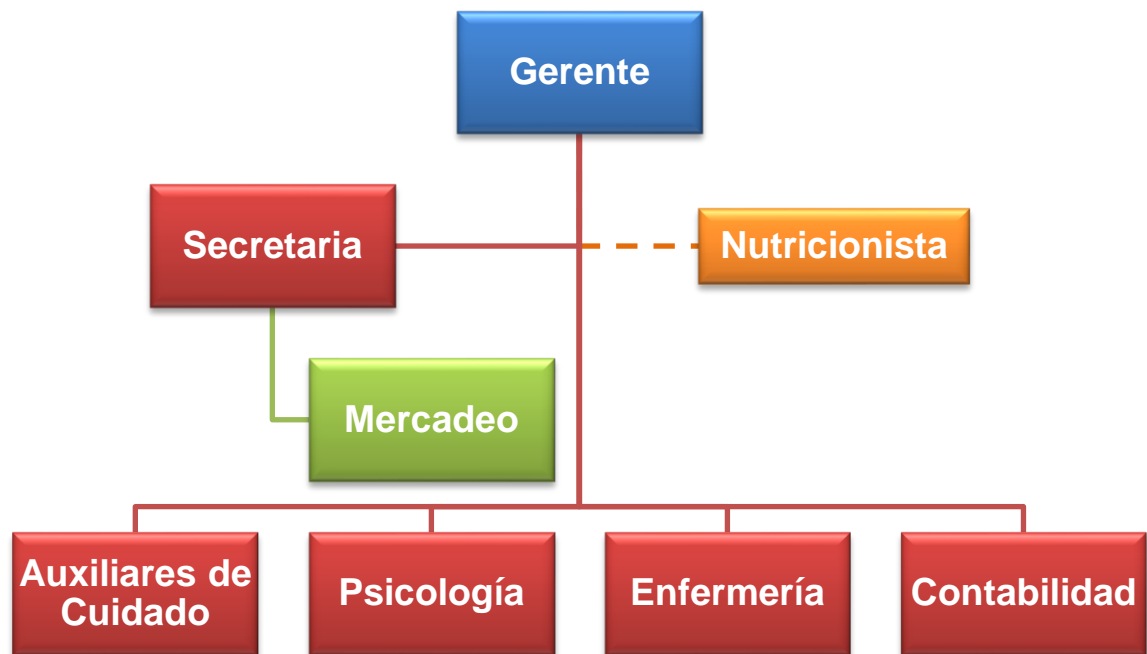 Gerente
Secretaria
Nutricionista
Mercadeo
Auxiliares de
Cuidado
Psicología
Enfermería
Contabilidad